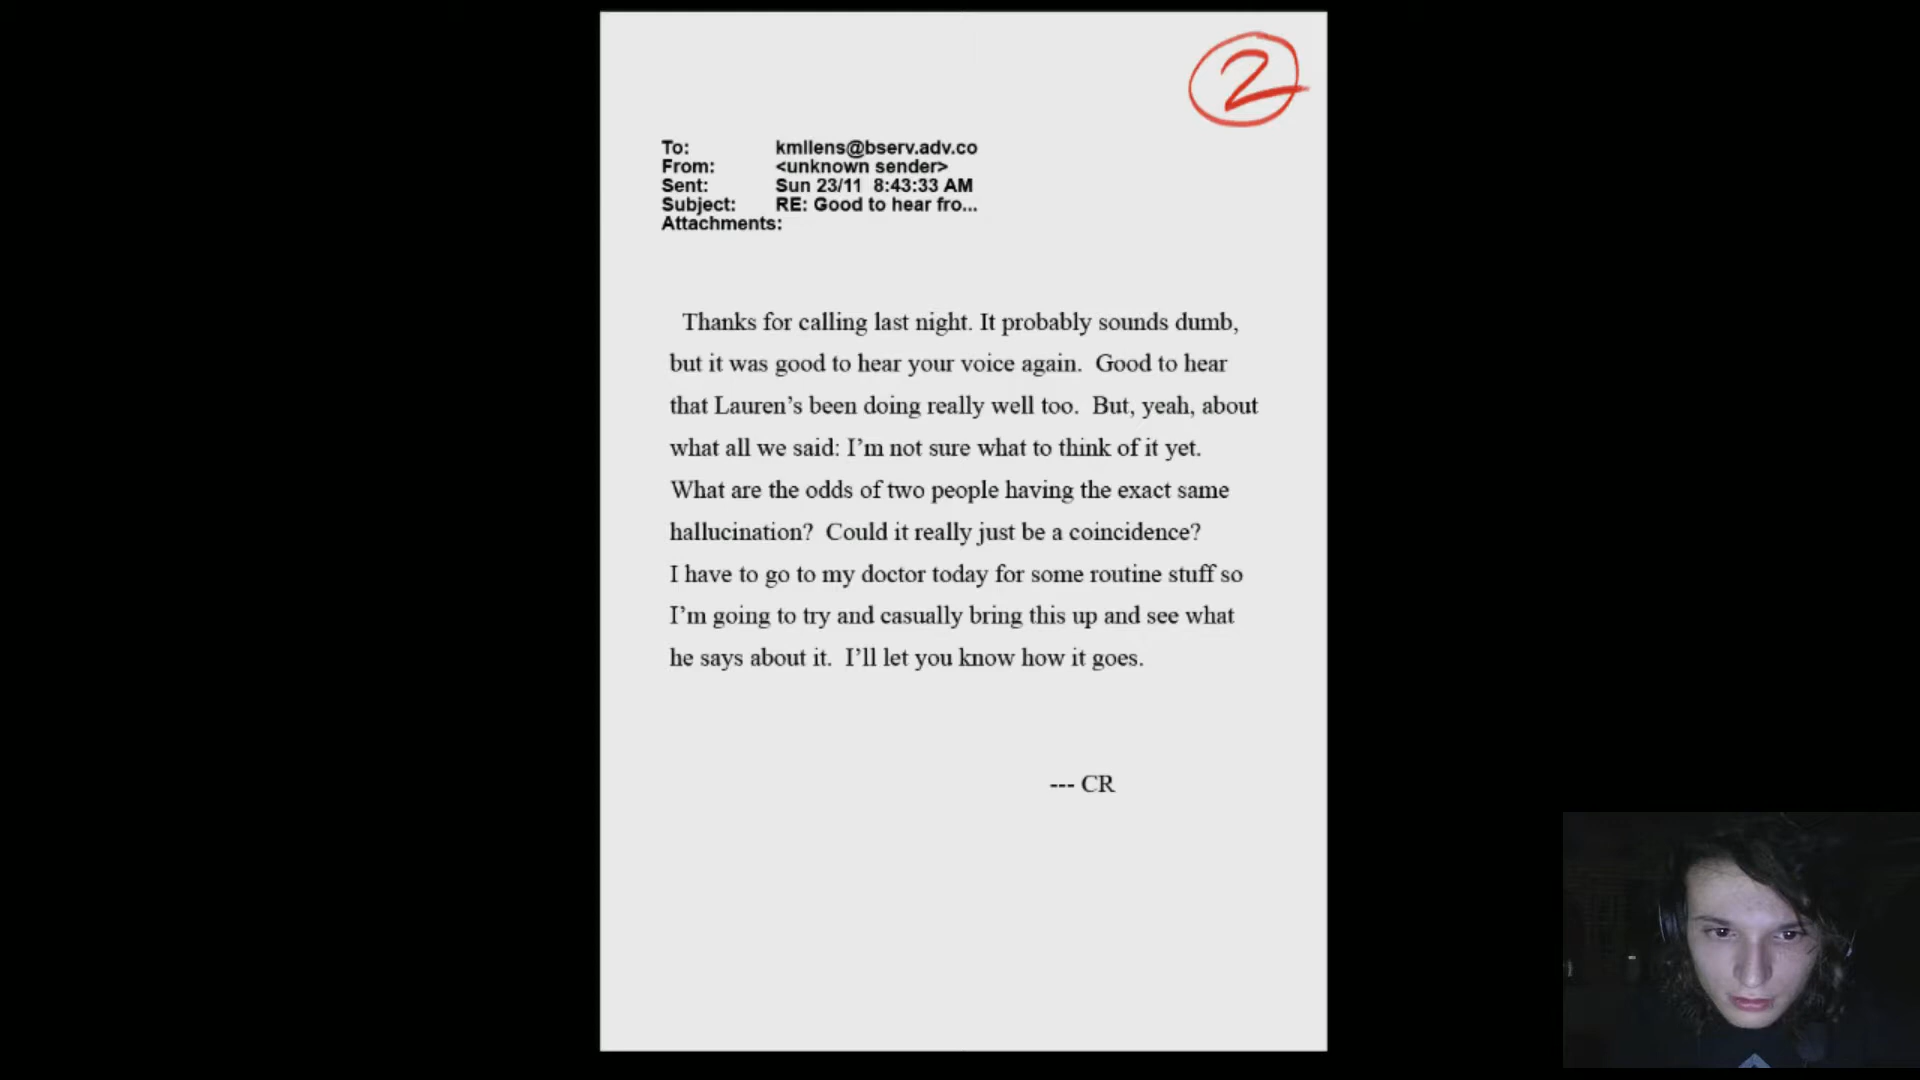 2
To: kmllens@bserv.adv.co
From: <unknown sender>
Sent: Sun 23/11 8:43:33 AM
Subject: RE: Good to hear fro...
Attachments:
Thanks for calling last night. It probably sounds dumb,
but it was good to hear your voice again. Good to hear
that Lauren’s been doing really well too. But, yeah, about
what all we said: I’m not sure what to think of it yet.
What are the odds of two people having the exact same
hallucination? Could it really just be a coincidence?
I have to go to my doctor today for some routine stuff so
I’m going to try and casually bring this up and see what
he says about it. I’ll let you know how it goes.
--- CR